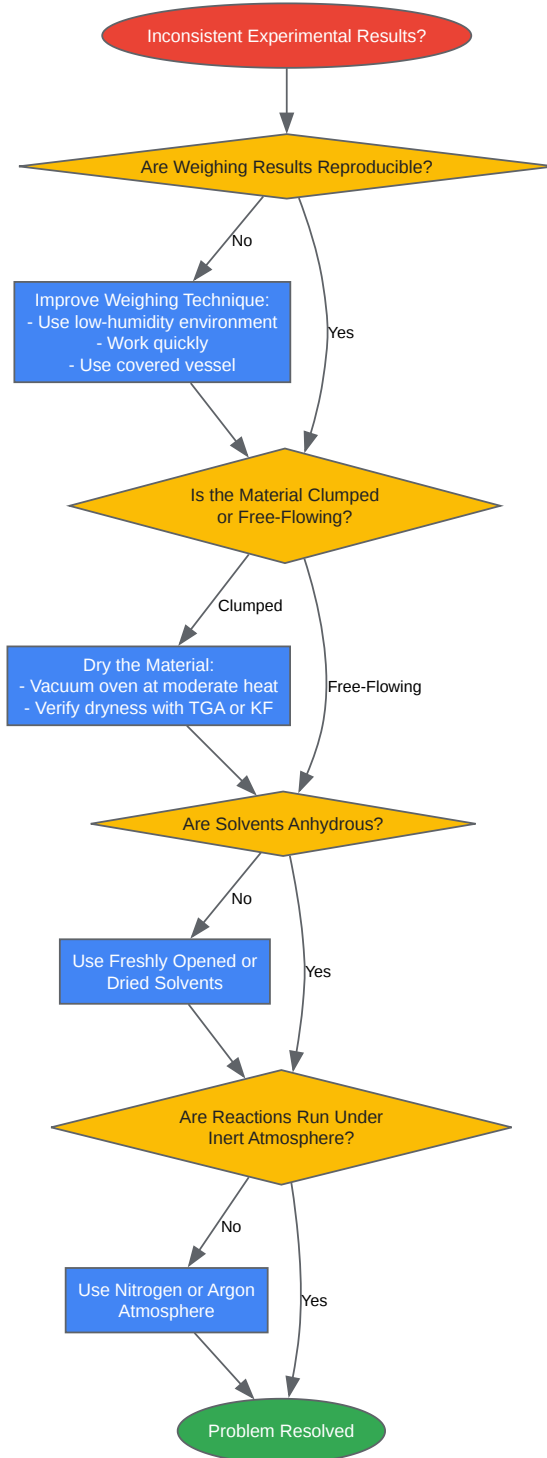 Inconsistent Experimental Results?
Are Weighing Results Reproducible?
No
Improve Weighing Technique:
- Use low-humidity environment
- Work quickly
- Use covered vessel
Yes
Is the Material Clumped
or Free-Flowing?
Clumped
Dry the Material:
- Vacuum oven at moderate heat
- Verify dryness with TGA or KF
Free-Flowing
Are Solvents Anhydrous?
No
Use Freshly Opened or
Dried Solvents
Yes
Are Reactions Run Under
Inert Atmosphere?
No
Use Nitrogen or Argon
Atmosphere
Yes
Problem Resolved